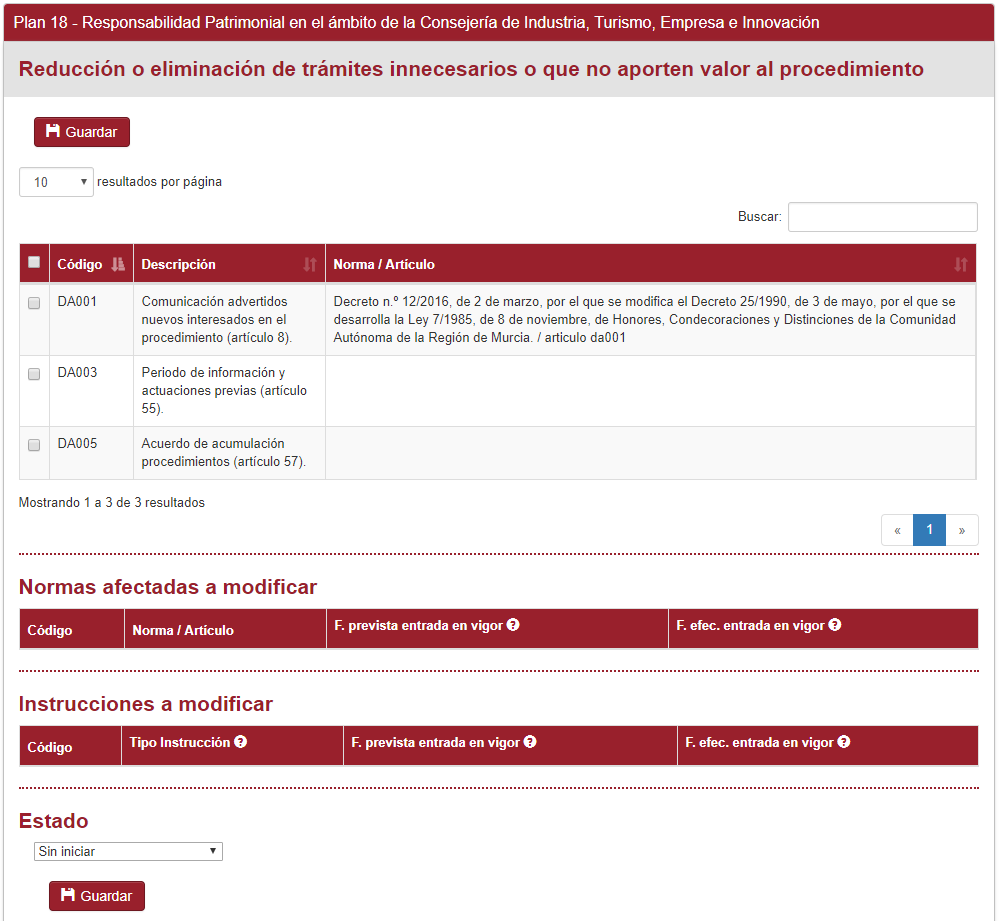 Plan 18 - Responsabilidad Patrimonial en el ámbito de la Consejería de Industria, Turismo, Empresa e Innovación
Reducción o eliminación de trámites innecesarios o que no aporten valor al procedimiento
Guardar
10 resultados por página
Buscar:
Código Descripción Norma / Artículo
DA001 Comunicación advertidos nuevos interesados en el procedimiento (artículo 8). Decreto n.º 12/2016, de 2 de marzo, por el que se modifica el Decreto 25/1990, de 3 de mayo, por el que se desarrolla la Ley 7/1985, de 8 de noviembre, de Honores, Condecoraciones y Distinciones de la Comunidad Autónoma de la Región de Murcia. / articulo da001
DA003 Periodo de información y actuaciones previas (artículo 55).
DA005 Acuerdo de acumulación procedimientos (artículo 57).
Mostrando 1 a 3 de 3 resultados
« 1 »
Normas afectadas a modificar
Código Norma / Artículo F. prevista entrada en vigor ? F. efec. entrada en vigor ?
Instrucciones a modificar
Código Tipo Instrucción ? F. prevista entrada en vigor ? F. efec. entrada en vigor ?
Estado
Sin iniciar
Guardar